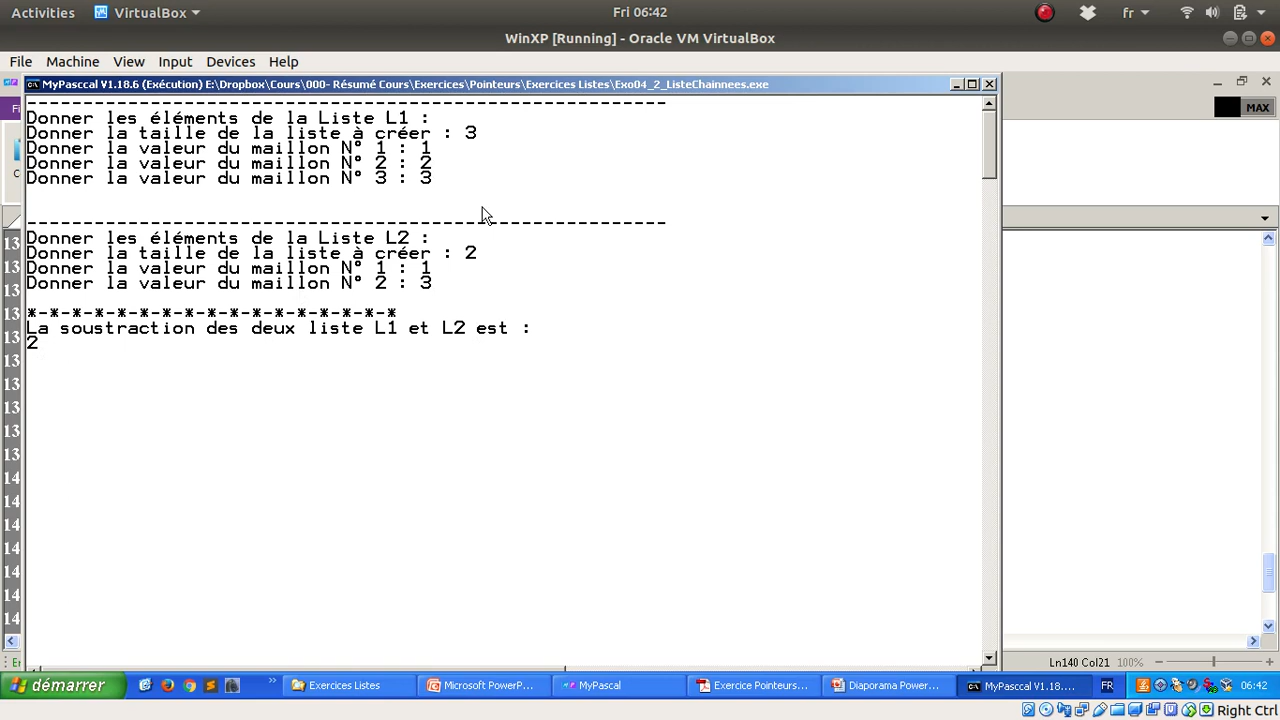 Activities VirtualBox Fri 06:42 fr
WinXP [Running] - Oracle VM VirtualBox
File Machine View Input Devices Help
MyPasccal V1.18.6 (Exécution) E:\Dropbox\Cours\000- Résumé Cours\Exercices\Pointeurs\Exercices Listes\Exo04_2_ListeChainnees.exe
MAX
---------------------------------------------------------
Donner les éléments de la Liste L1 :
Donner la taille de la liste à créer : 3
Donner la valeur du maillon N° 1 : 1
Donner la valeur du maillon N° 2 : 2
Donner la valeur du maillon N° 3 : 3
---------------------------------------------------------
Donner les éléments de la Liste L2 :
Donner la taille de la liste à créer : 2
Donner la valeur du maillon N° 1 : 1
Donner la valeur du maillon N° 2 : 3
*-*-*-*-*-*-*-*-*-*-*-*-*-*-*-*-*
La soustraction des deux liste L1 et L2 est :
2
Ln140 Col21 100%
démarrer Exercices Listes Microsoft PowerP... MyPascal Exercice Pointeurs... Diaporama Power... MyPasccal V1.18.... FR 06:42
Right Ctrl